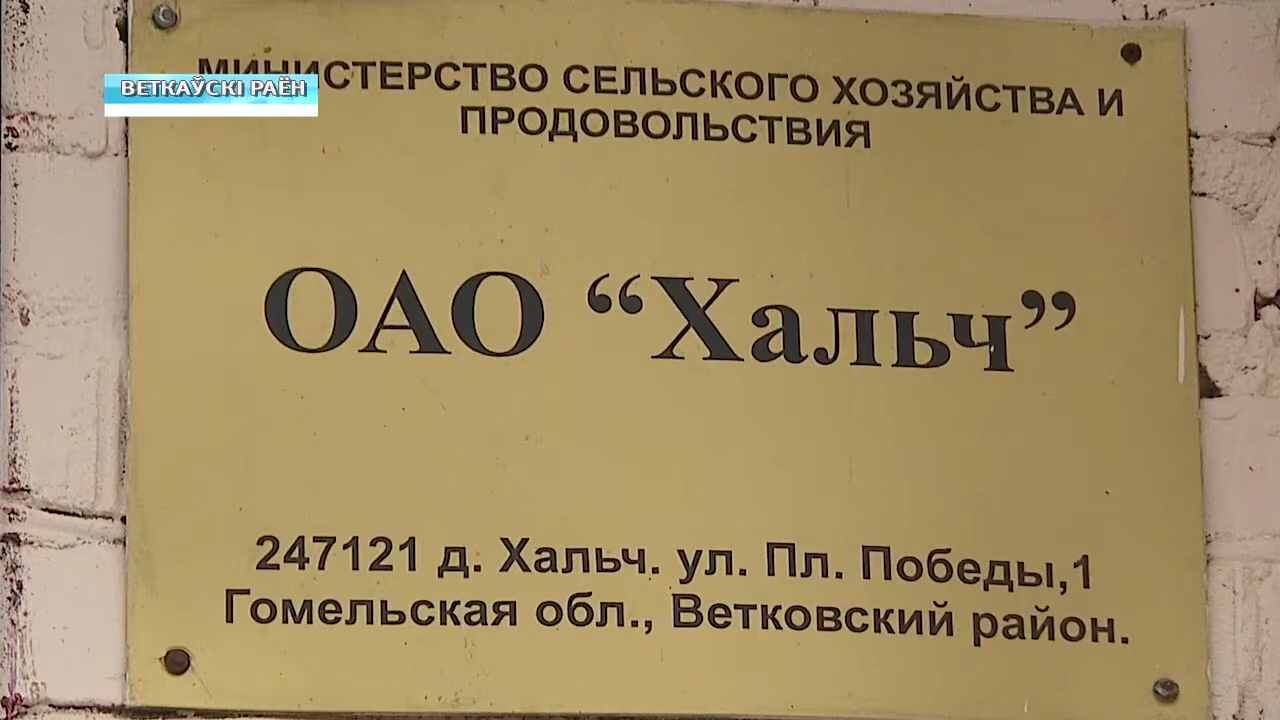 ВЕТКАЎСКІ РАЁН
МИНИСТЕРСТВО СЕЛЬСКОГО ХОЗЯЙСТВА И
ПРОДОВОЛЬСТВИЯ
ОАО “Хальч”
247121 д. Хальч. ул. Пл. Победы,1
Гомельская обл., Ветковский район.